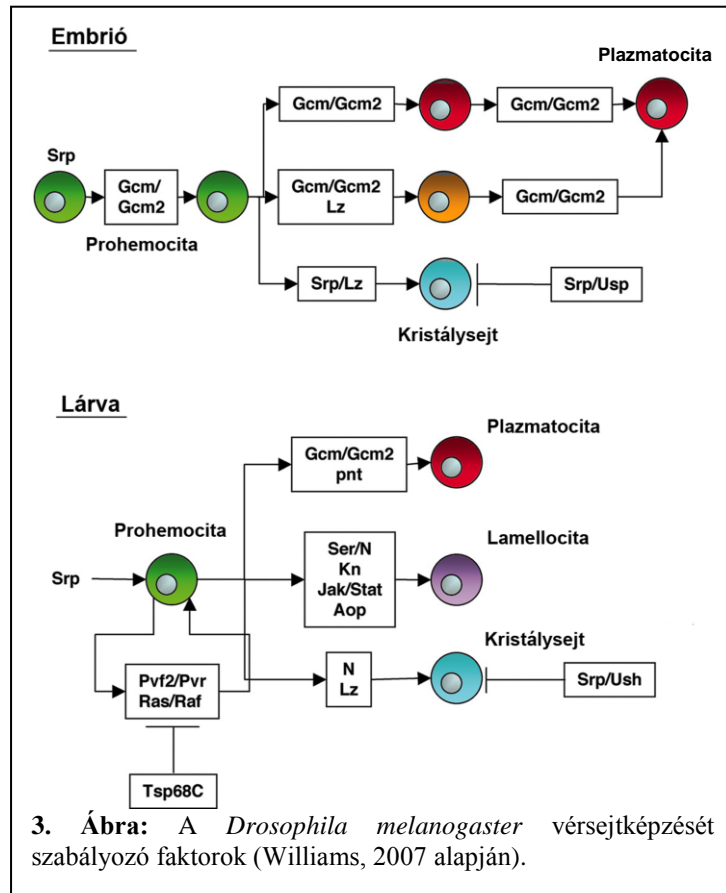 Embrió
Plazmatocita
Gcm/Gcm2
Gcm/Gcm2
Srp
Gcm/
Gcm2
Gcm/Gcm2
Lz
Gcm/Gcm2
Prohemocita
Srp/Lz
Srp/Usp
Kristálysejt
Lárva
Plazmatocita
Gcm/Gcm2
pnt
Prohemocita
Lamellocita
Srp
Ser/N
Kn
Jak/Stat
Aop
Kristálysejt
Pvf2/Pvr
Ras/Raf
N
Lz
Srp/Ush
Tsp68C
3. Ábra: A Drosophila melanogaster vérsejtképzését
szabályozó faktorok (Williams, 2007 alapján).